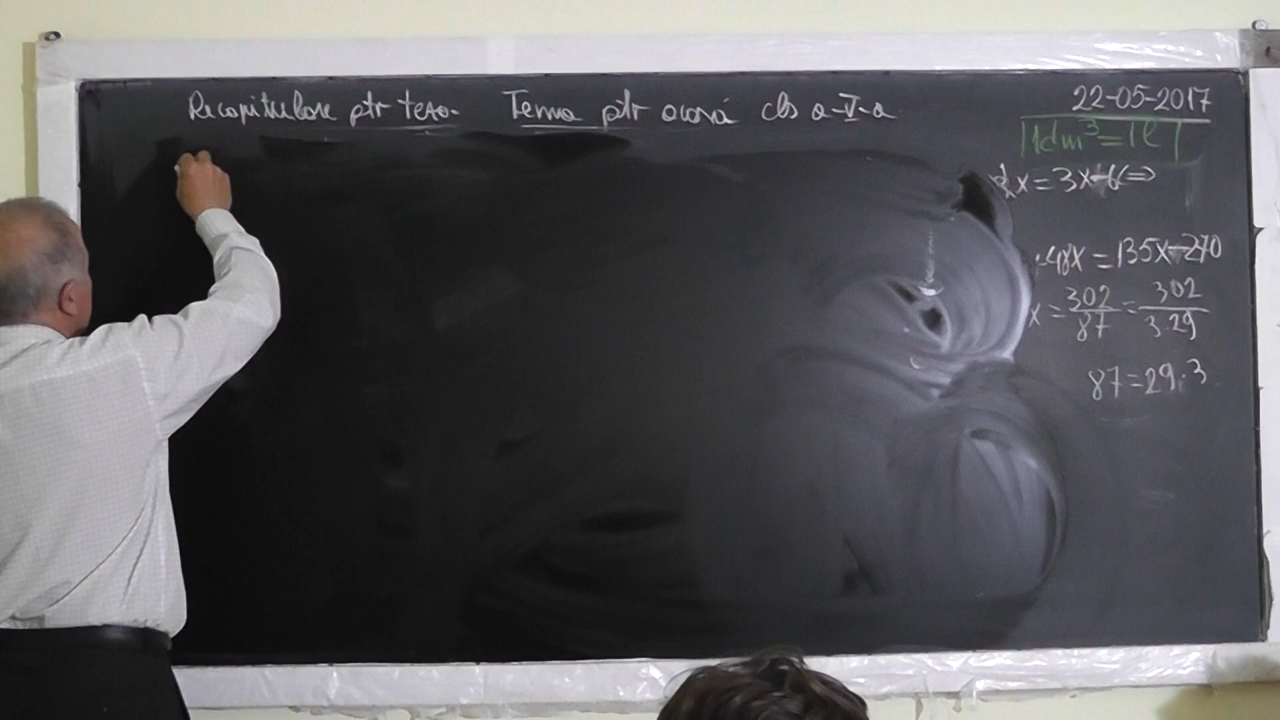 Recapitulare ptr teza. Tema ptr acasă cls a-V-a
22-05-2017
1dm³=1l
x=3x-6⇒
-48x=135x-270
x=302/87=302/3.29
87=29.3